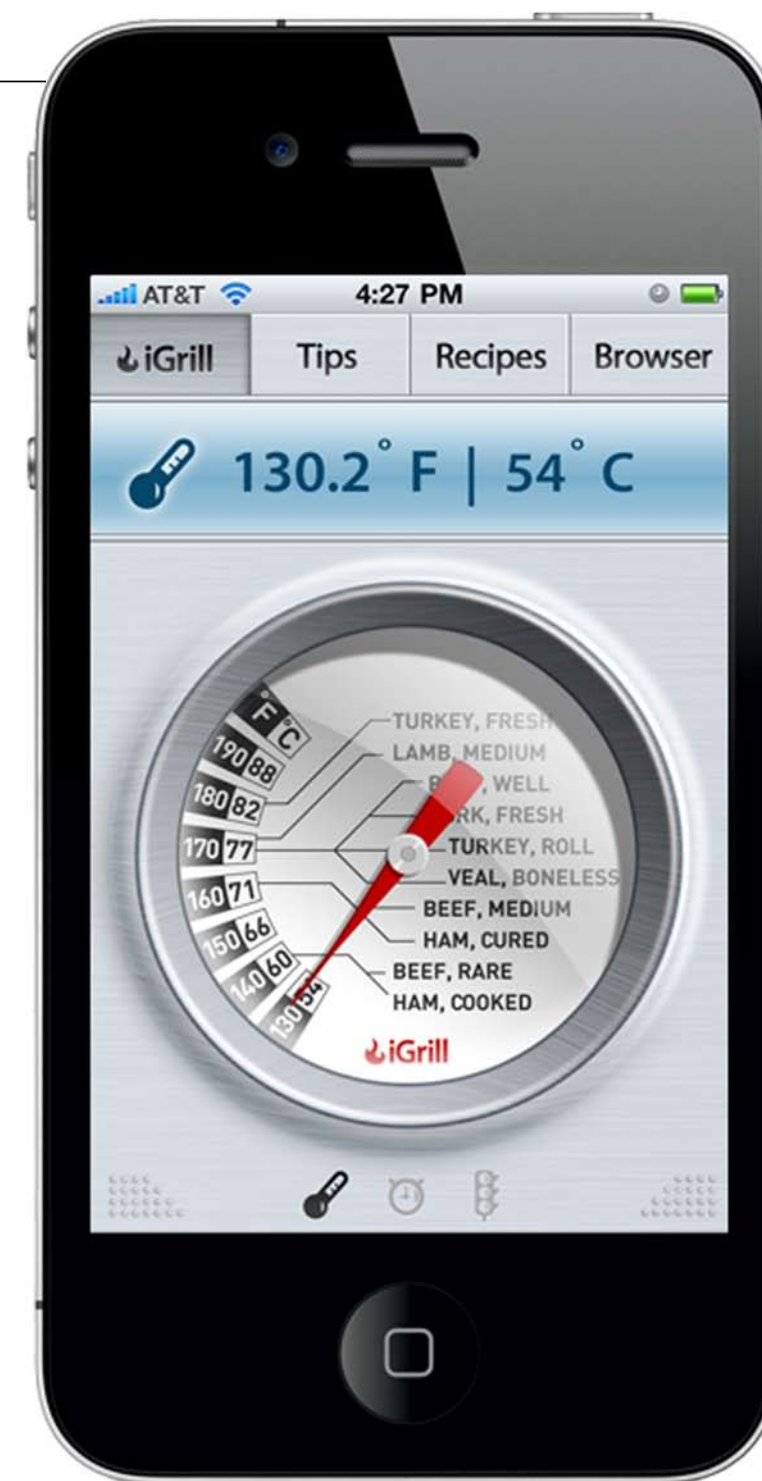 AT&T 4:27 PM
iGrill Tips Recipes Browser
130.2° F | 54° C
°F °C
190 88
180 82
170 77
160 71
150 66
140 60
130 54
TURKEY, FRESH
LAMB, MEDIUM
WELL
FRESH
TURKEY, ROLL
VEAL, BONELESS
BEEF, MEDIUM
HAM, CURED
BEEF, RARE
HAM, COOKED
iGrill